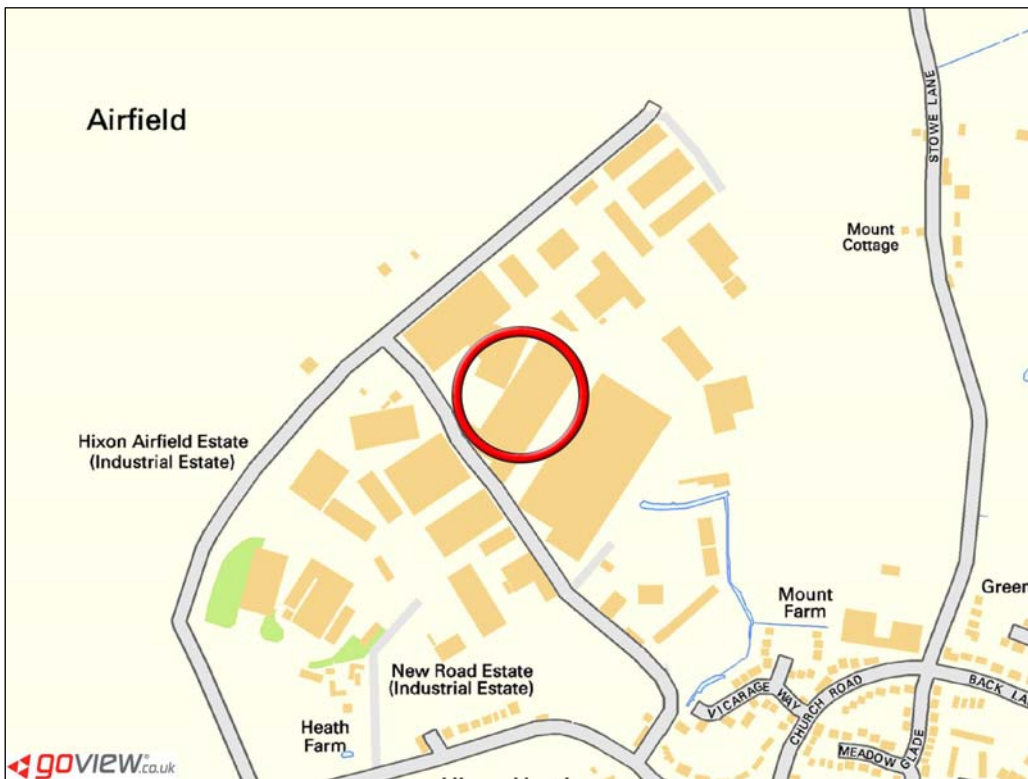 Airfield
STOWE LANE
Mount
Cottage
Hixon Airfield Estate
(Industrial Estate)
Mount
Farm
Green
New Road Estate
(Industrial Estate)
Heath
Farm
VICARAGE WAY
CHURCH ROAD
BACK LA
MEADOW GLADE
goview.co.uk